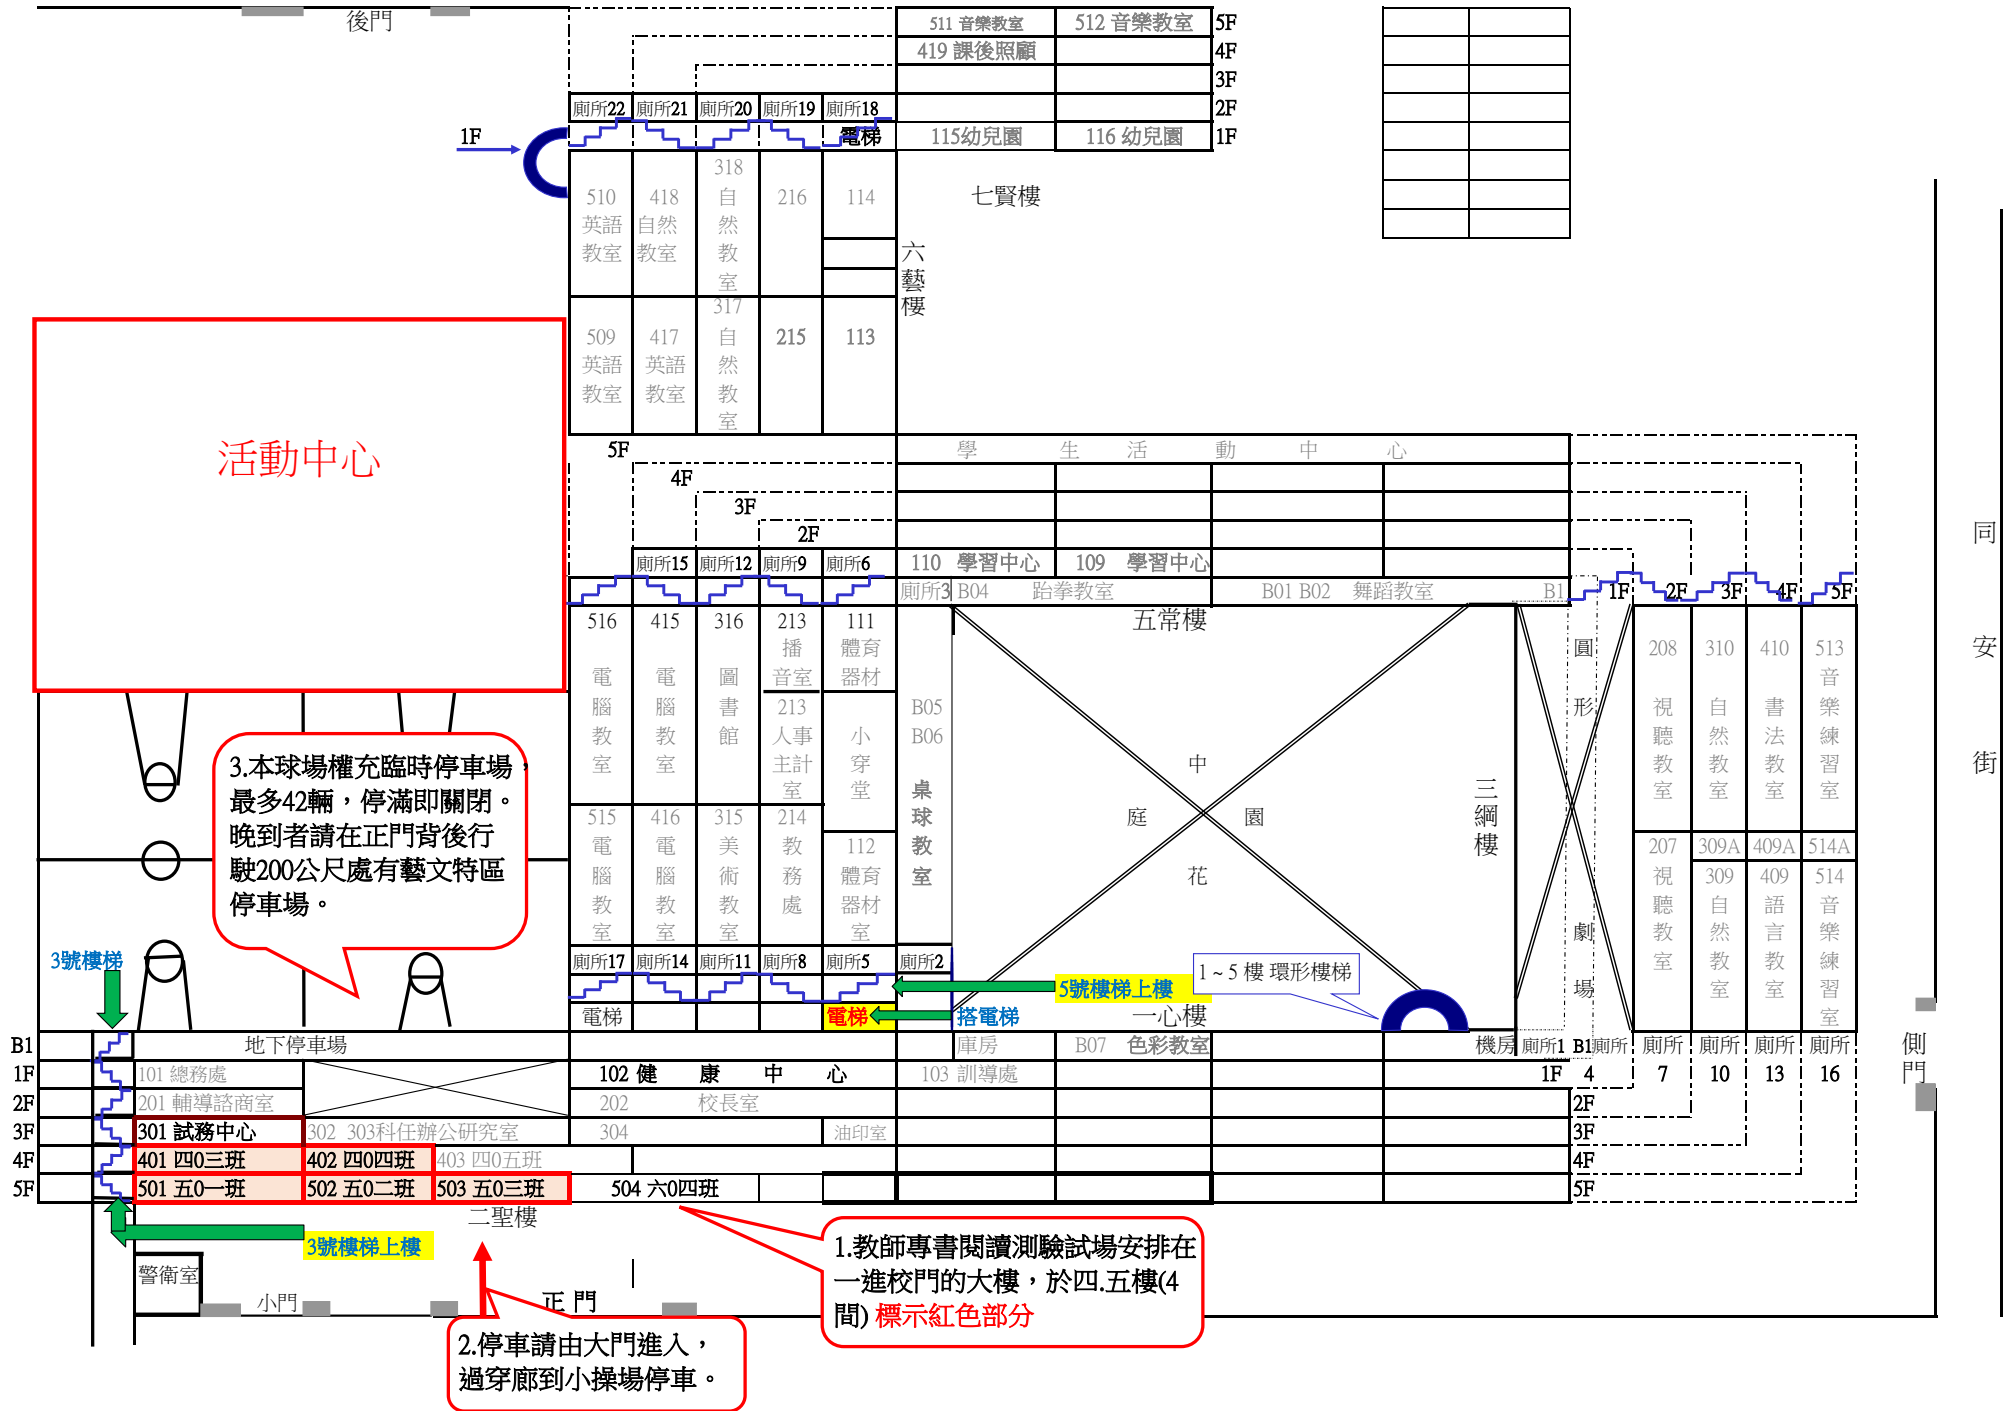 後門
511 音樂教室
512 音樂教室
5F
419 課後照顧
4F
3F
廁所22
廁所21
廁所20
廁所19
廁所18
2F
1F
電梯
115幼兒園
116 幼兒園
1F
七賢樓
六藝樓
510
英語
教室
418
自然
教室
318
自然教室
216
114
509
英語
教室
417
英語
教室
317
自然教室
215
113
活動中心
5F
學生活動中心
4F
3F
2F
廁所15
廁所12
廁所9
廁所6
110 學習中心
109 學習中心
廁所3
B04 跆拳教室
B01 B02 舞蹈教室
B1
1F
2F
3F
4F
5F
五常樓
516
電腦教室
415
電腦教室
316
圖書館
213
播
音室
213
人事
主計
室
111
體育
器材
小穿堂
B05
B06
桌球教室
中庭花園
三綱樓
圓形劇場
208
視聽教室
310
自然教室
410
書法教室
513
音樂練習室
515
電腦教室
416
電腦教室
315
美術教室
214
教務處
112
體育
器材
室
207
視聽教室
309A
409A
514A
309
自然教室
409
語言教室
514
音樂練習室
同安街
側門
3.本球場權充臨時停車場，
最多42輛，停滿即關閉。
晚到者請在正門背後行
駛200公尺處有藝文特區
停車場。
3號樓梯
廁所17
廁所14
廁所11
廁所8
廁所5
廁所2
1～5 樓 環形樓梯
5號樓梯上樓
電梯
電梯
搭電梯
一心樓
B1
地下停車場
庫房
B07 色彩教室
機房
廁所1
B1廁所
廁所
廁所
廁所
廁所
1F
101 總務處
102 健康中心
103 訓導處
1F
4
7
10
13
16
2F
201 輔導諮商室
202 校長室
2F
3F
301 試務中心
302 303科任辦公研究室
304
油印室
3F
4F
401 四0三班
402 四0四班
403 四0五班
4F
5F
501 五0一班
502 五0二班
503 五0三班
504 六0四班
5F
二聖樓
3號樓梯上樓
警衛室
小門
正 門
1.教師專書閱讀測驗試場安排在
一進校門的大樓，於四.五樓(4
間) 標示紅色部分
2.停車請由大門進入，
過穿廊到小操場停車。